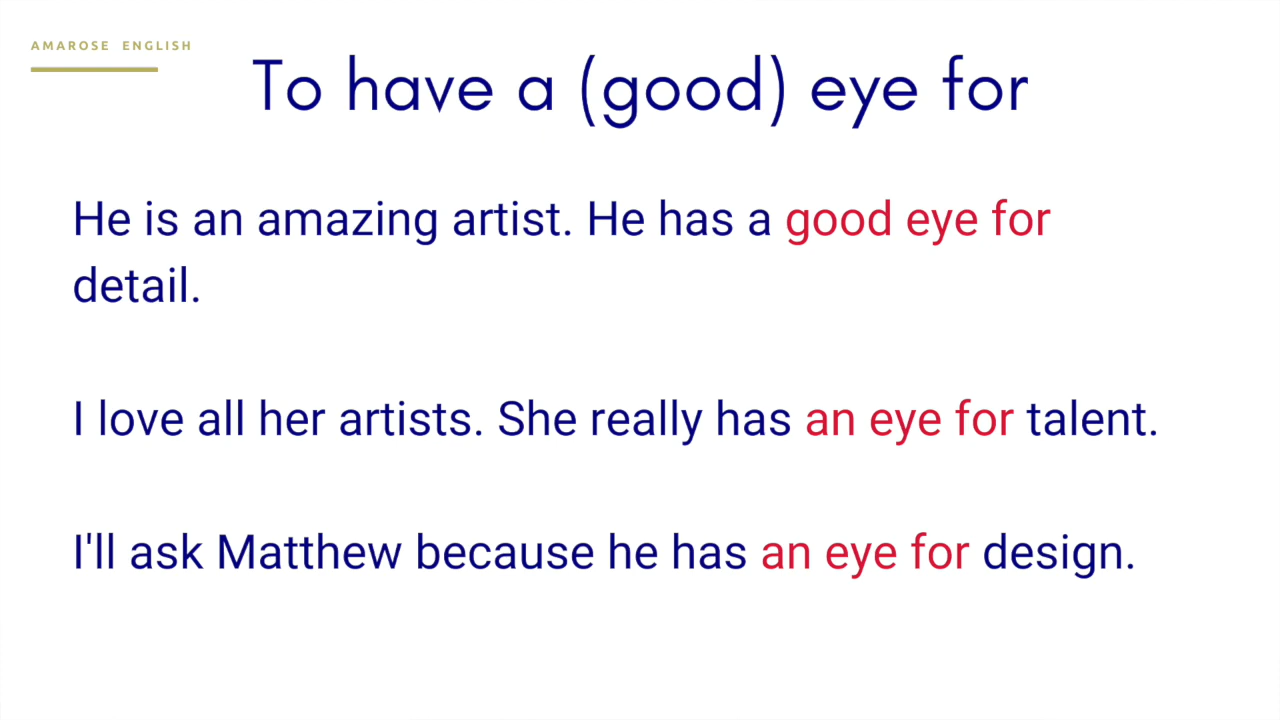 AMAROSE ENGLISH
To have a (good) eye for
He is an amazing artist. He has a good eye for
detail.
I love all her artists. She really has an eye for talent.
I'll ask Matthew because he has an eye for design.